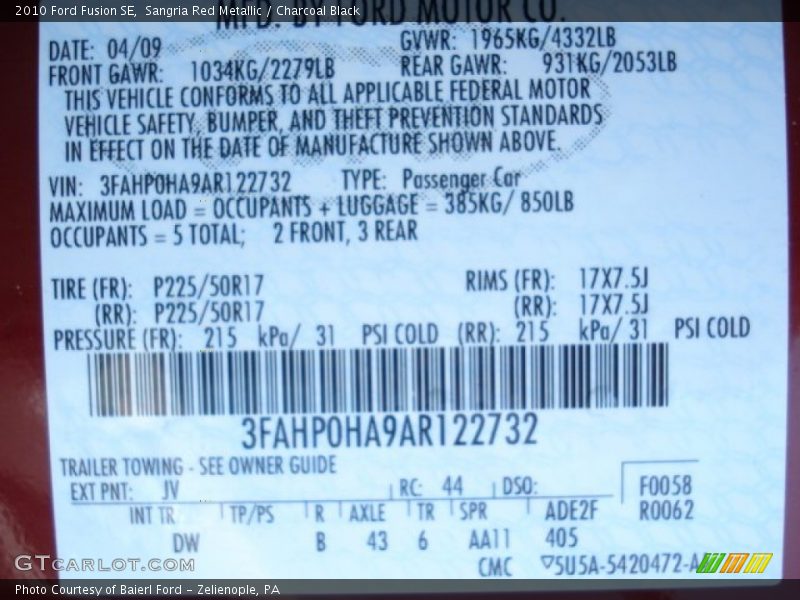 2010 Ford Fusion SE, Sangria Red Metallic / Charcoal Black
MFD. BY FORD MOTOR CO.
DATE: 04/09 GVWR: 1965KG/4332LB
FRONT GAWR: 1034KG/2279LB REAR GAWR: 931KG/2053LB
THIS VEHICLE CONFORMS TO ALL APPLICABLE FEDERAL MOTOR
VEHICLE SAFETY, BUMPER, AND THEFT PREVENTION STANDARDS
IN EFFECT ON THE DATE OF MANUFACTURE SHOWN ABOVE.
VIN: 3FAHP0HA9AR122732 TYPE: Passenger Car
MAXIMUM LOAD = OCCUPANTS + LUGGAGE = 385KG/ 850LB
OCCUPANTS = 5 TOTAL; 2 FRONT, 3 REAR
TIRE (FR): P225/50R17 RIMS (FR): 17X7.5J
(RR): P225/50R17 (RR): 17X7.5J
PRESSURE (FR): 215 kPa/ 31 PSI COLD (RR): 215 kPa/ 31 PSI COLD
3FAHP0HA9AR122732
TRAILER TOWING - SEE OWNER GUIDE
EXT PNT: JV RC: 44 DSO: F0058
INT TR TP/PS R AXLE TR SPR ADE2F R0062
DW B 43 6 AA11 405
CMC ▽5U5A-5420472-A
GTCARLOT.COM
Photo Courtesy of Baierl Ford - Zelienople, PA